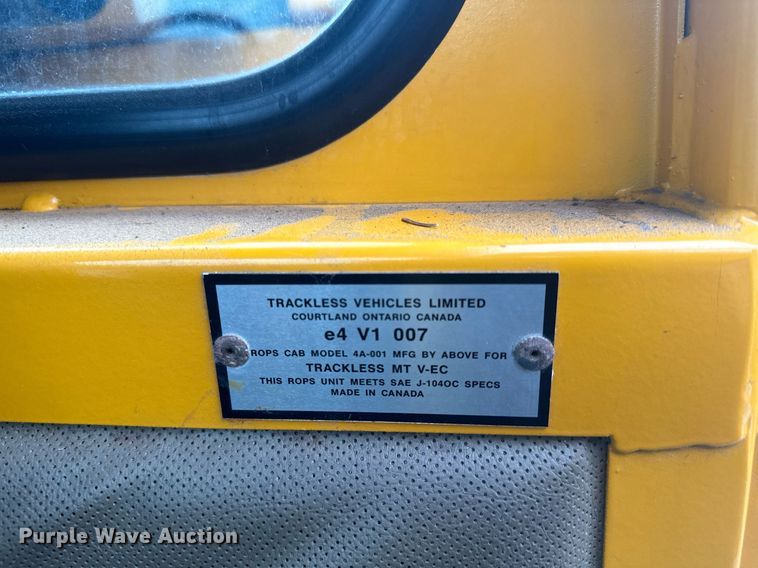 TRACKLESS VEHICLES LIMITED
COURTLAND ONTARIO CANADA
e4 V1 007
ROPS CAB MODEL 4A-001 MFG BY ABOVE FOR
TRACKLESS MT V-EC
THIS ROPS UNIT MEETS SAE J-1040C SPECS
MADE IN CANADA
Purple Wave Auction